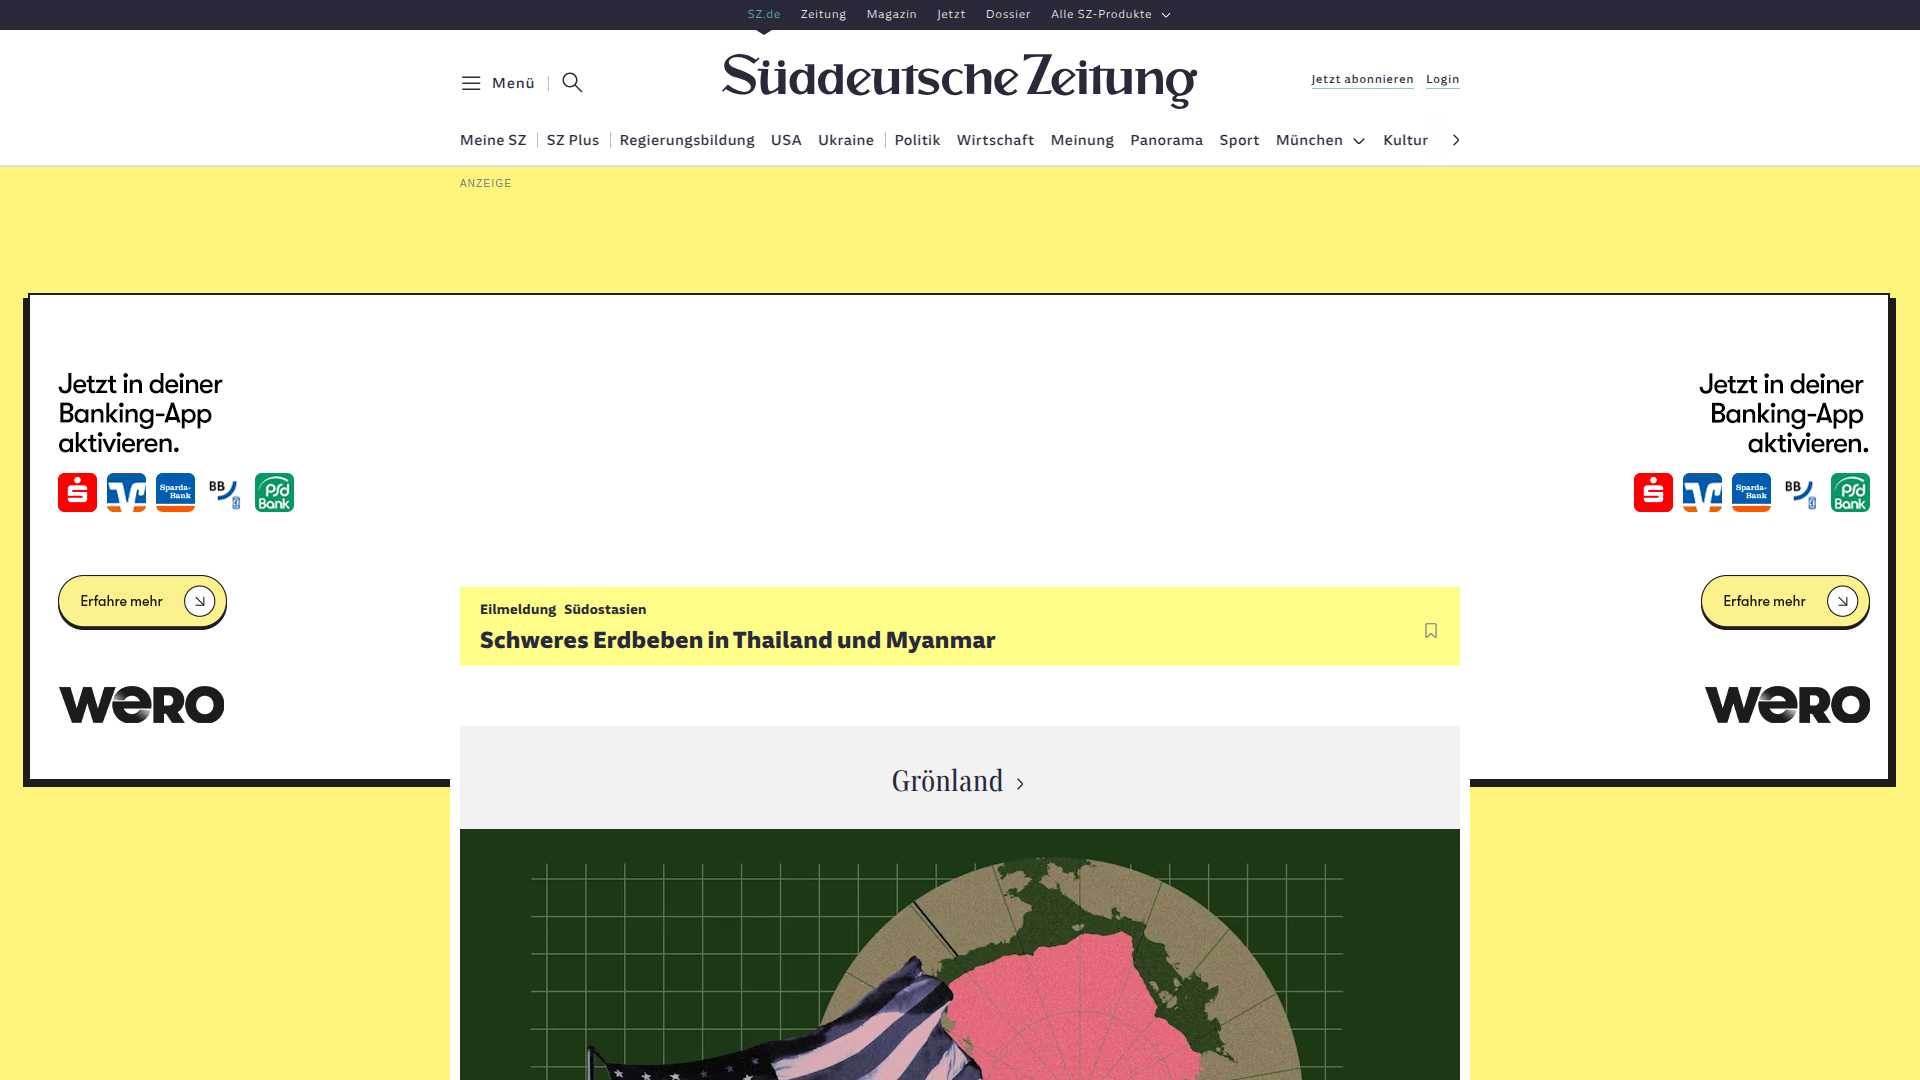 SZ.de Zeitung Magazin Jetzt Dossier Alle SZ-Produkte
Menü
Süddeutsche Zeitung
Jetzt abonnieren Login
Meine SZ SZ Plus Regierungsbildung USA Ukraine Politik Wirtschaft Meinung Panorama Sport München Kultur
ANZEIGE
Jetzt in deiner
Banking-App
aktivieren.
Sparda-
Bank
BB
psd
Bank
Erfahre mehr
wero
Jetzt in deiner
Banking-App
aktivieren.
Sparda-
Bank
BB
psd
Bank
Erfahre mehr
wero
Eilmeldung Südostasien
Schweres Erdbeben in Thailand und Myanmar
Grönland